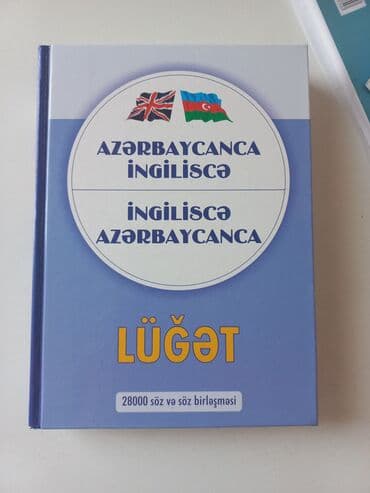 AZƏRBAYCANCA
İNGİLİSCƏ
İNGİLİSCƏ
AZƏRBAYCANCA
LÜĞƏT
28000 söz və söz birləşməsi